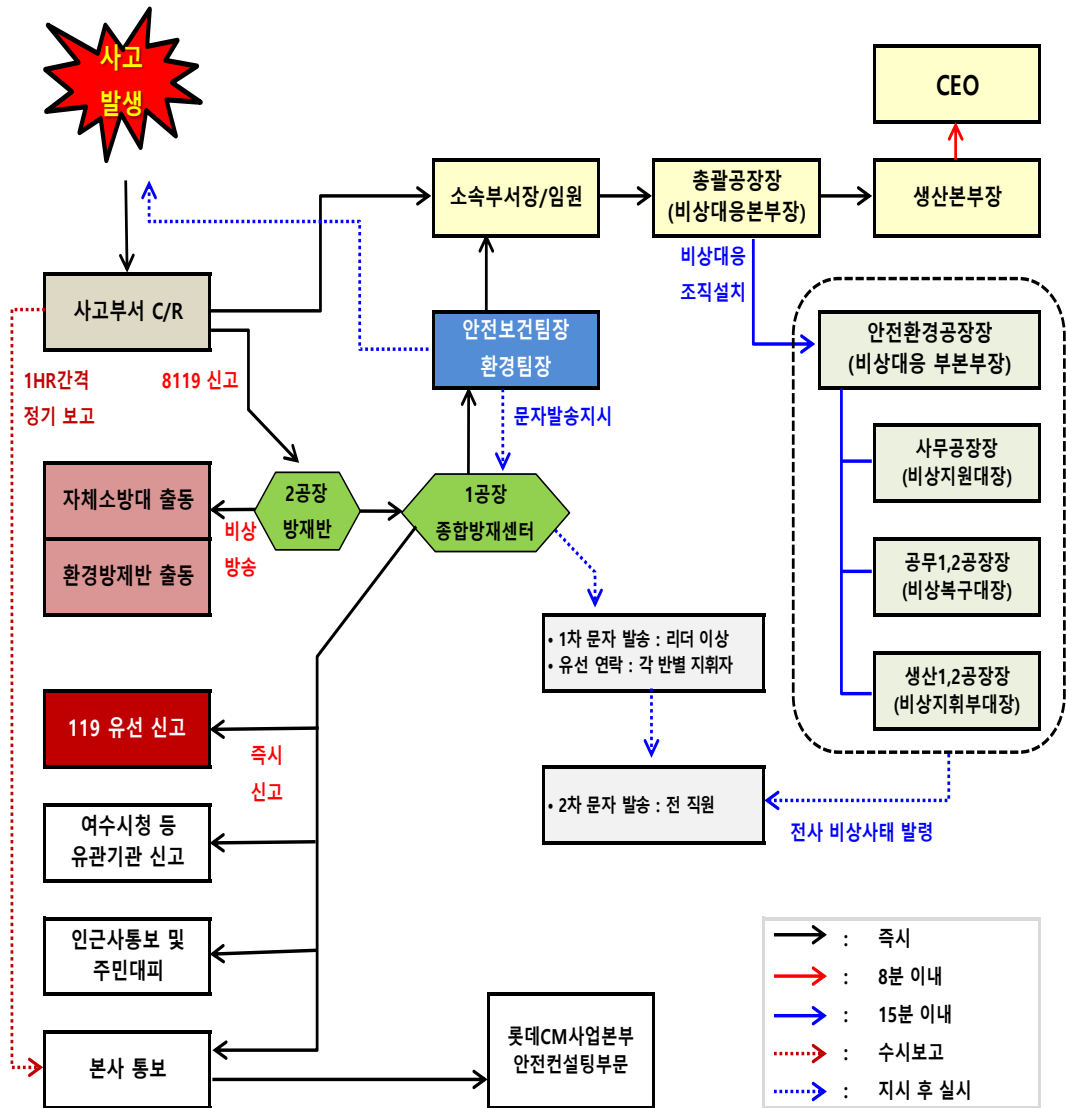 사고
발생
CEO
소속부서장/임원
총괄공장장
(비상대응본부장)
생산본부장
비상대응
조직설치
사고부서 C/R
안전보건팀장
환경팀장
안전환경공장장
(비상대응 부본부장)
1HR간격
정기 보고
8119 신고
문자발송지시
사무공장장
(비상지원대장)
자체소방대 출동
환경방제반 출동
비상
방송
2공장
방재반
1공장
종합방재센터
공무1,2공장장
(비상복구대장)
• 1차 문자 발송 : 리더 이상
• 유선 연락 : 각 반별 지휘자
생산1,2공장장
(비상지휘부대장)
119 유선 신고
즉시
신고
• 2차 문자 발송 : 전 직원
전사 비상사태 발령
여수시청 등
유관기관 신고
인근사통보 및
주민대피
본사 통보
롯데CM사업본부
안전컨설팅부문
: 즉시
: 8분 이내
: 15분 이내
: 수시보고
: 지시 후 실시